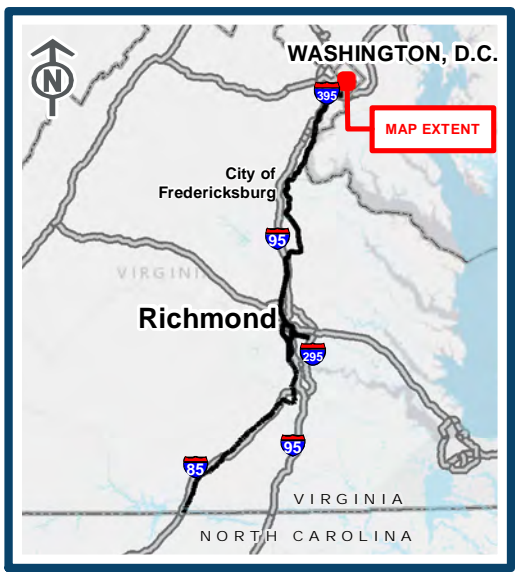 N
WASHINGTON, D.C.
395
MAP EXTENT
City of
Fredericksburg
95
VIRGINIA
Richmond
295
95
85
VIRGINIA
NORTH CAROLINA